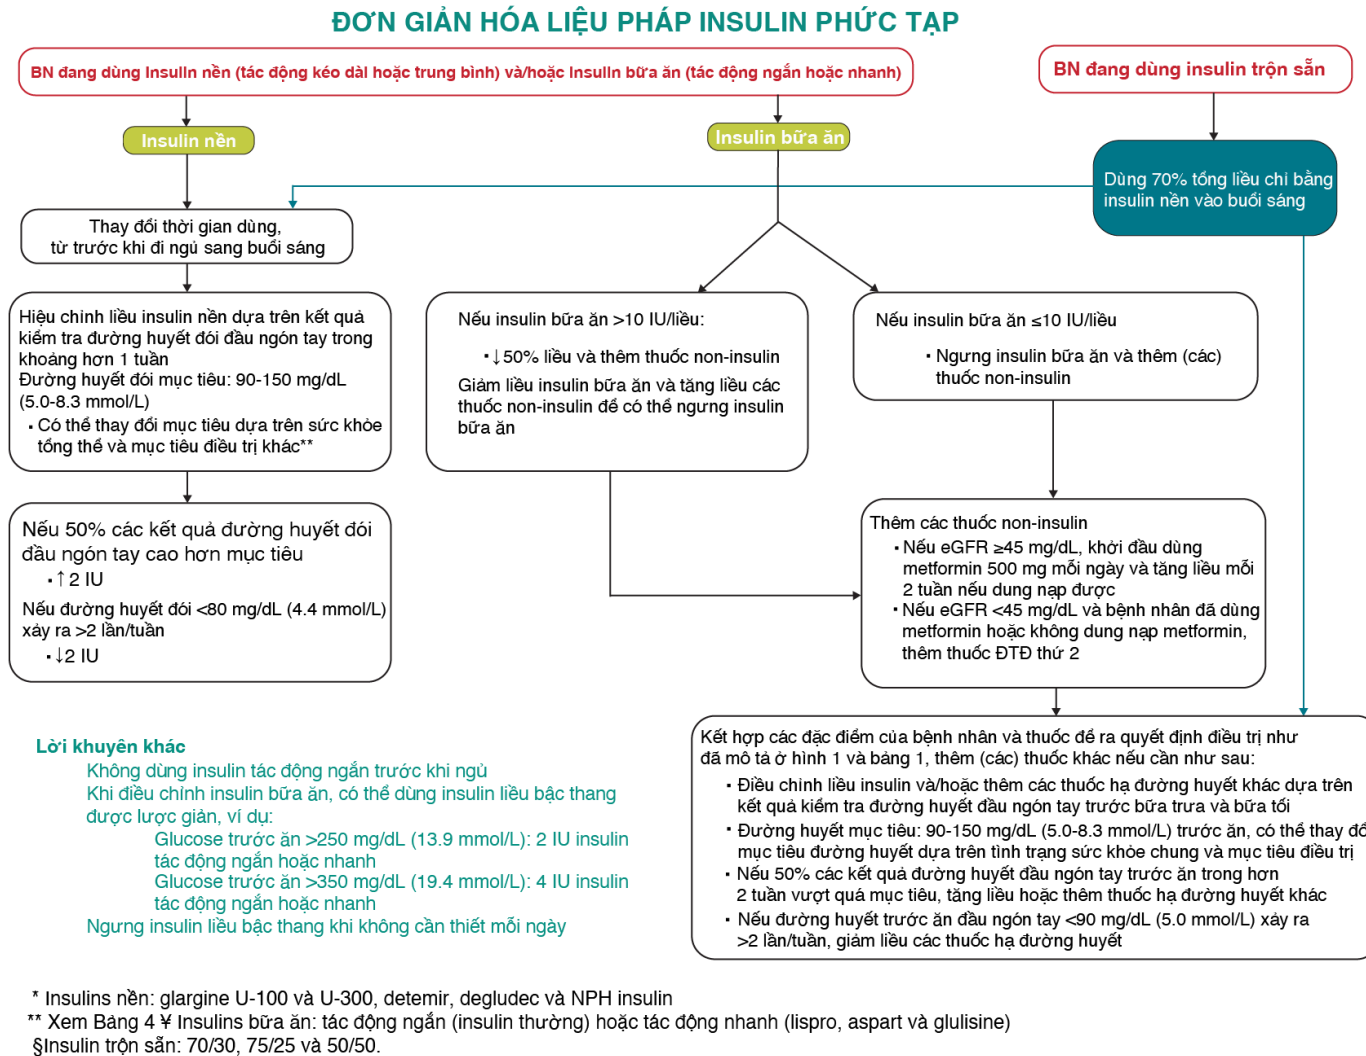 ĐƠN GIẢN HÓA LIỆU PHÁP INSULIN PHỨC TẠP
BN đang dùng Insulin nền (tác động kéo dài hoặc trung bình) và/hoặc Insulin bữa ăn (tác động ngắn hoặc nhanh)
BN đang dùng insulin trộn sẵn
Insulin nền
Insulin bữa ăn
Dùng 70% tổng liều chỉ bằng
insulin nền vào buổi sáng
Thay đổi thời gian dùng,
từ trước khi đi ngủ sang buổi sáng
Hiệu chỉnh liều insulin nền dựa trên kết quả
kiểm tra đường huyết đói đầu ngón tay trong
khoảng hơn 1 tuần
Đường huyết đói mục tiêu: 90-150 mg/dL
(5.0-8.3 mmol/L)
• Có thể thay đổi mục tiêu dựa trên sức khỏe
tổng thể và mục tiêu điều trị khác**
Nếu 50% các kết quả đường huyết đói
đầu ngón tay cao hơn mục tiêu
• ↑ 2 IU
Nếu đường huyết đói <80 mg/dL (4.4 mmol/L)
xảy ra >2 lần/tuần
• ↓2 IU
Nếu insulin bữa ăn >10 IU/liều:
• ↓50% liều và thêm thuốc non-insulin
Giảm liều insulin bữa ăn và tăng liều các
thuốc non-insulin để có thể ngưng insulin
bữa ăn
Nếu insulin bữa ăn ≤10 IU/liều
• Ngưng insulin bữa ăn và thêm (các)
thuốc non-insulin
Thêm các thuốc non-insulin
• Nếu eGFR ≥45 mg/dL, khởi đầu dùng
metformin 500 mg mỗi ngày và tăng liều mỗi
2 tuần nếu dung nạp được
• Nếu eGFR <45 mg/dL và bệnh nhân đã dùng
metformin hoặc không dung nạp metformin,
thêm thuốc ĐTĐ thứ 2
Kết hợp các đặc điểm của bệnh nhân và thuốc để ra quyết định điều trị như
đã mô tả ở hình 1 và bảng 1, thêm (các) thuốc khác nếu cần như sau:
• Điều chỉnh liều insulin và/hoặc thêm các thuốc hạ đường huyết khác dựa trên
kết quả kiểm tra đường huyết đầu ngón tay trước bữa trưa và bữa tối
• Đường huyết mục tiêu: 90-150 mg/dL (5.0-8.3 mmol/L) trước ăn, có thể thay đổ
mục tiêu đường huyết dựa trên tình trạng sức khỏe chung và mục tiêu điều trị
• Nếu 50% các kết quả đường huyết đầu ngón tay trước ăn trong hơn
2 tuần vượt quá mục tiêu, tăng liều hoặc thêm thuốc hạ đường huyết khác
• Nếu đường huyết trước ăn đầu ngón tay <90 mg/dL (5.0 mmol/L) xảy ra
>2 lần/tuần, giảm liều các thuốc hạ đường huyết
Lời khuyên khác
Không dùng insulin tác động ngắn trước khi ngủ
Khi điều chỉnh insulin bữa ăn, có thể dùng insulin liều bậc thang
được lược giản, ví dụ:
Glucose trước ăn >250 mg/dL (13.9 mmol/L): 2 IU insulin
tác động ngắn hoặc nhanh
Glucose trước ăn >350 mg/dL (19.4 mmol/L): 4 IU insulin
tác động ngắn hoặc nhanh
Ngưng insulin liều bậc thang khi không cần thiết mỗi ngày
* Insulins nền: glargine U-100 và U-300, detemir, degludec và NPH insulin
** Xem Bảng 4 ¥ Insulins bữa ăn: tác động ngắn (insulin thường) hoặc tác động nhanh (lispro, aspart và glulisine)
§Insulin trộn sẵn: 70/30, 75/25 và 50/50.